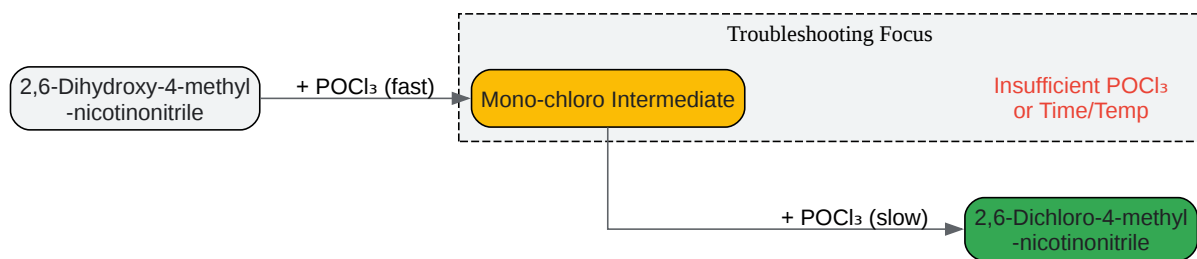 Troubleshooting Focus
2,6-Dihydroxy-4-methyl
-nicotinonitrile
+ POCl₃ (fast)
Mono-chloro Intermediate
Insufficient POCl₃
or Time/Temp
+ POCl₃ (slow)
2,6-Dichloro-4-methyl
-nicotinonitrile